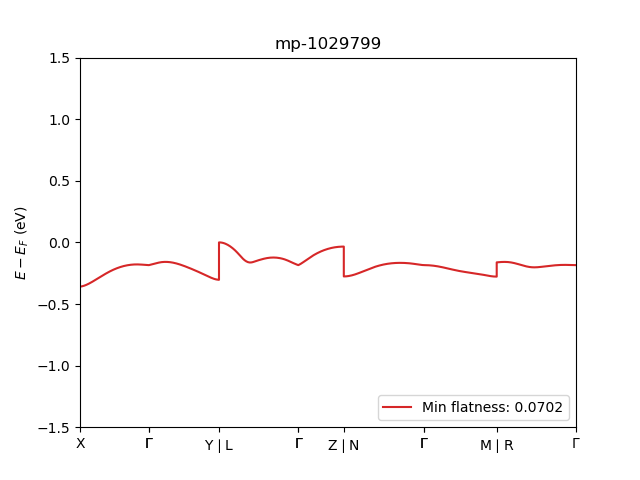 mp-1029799
1.5
1.0
0.5
0.0
−0.5
−1.0
−1.5
E − E_F (eV)
Min flatness: 0.0702
X Γ Y | L Γ Z | N Γ M | R Γ